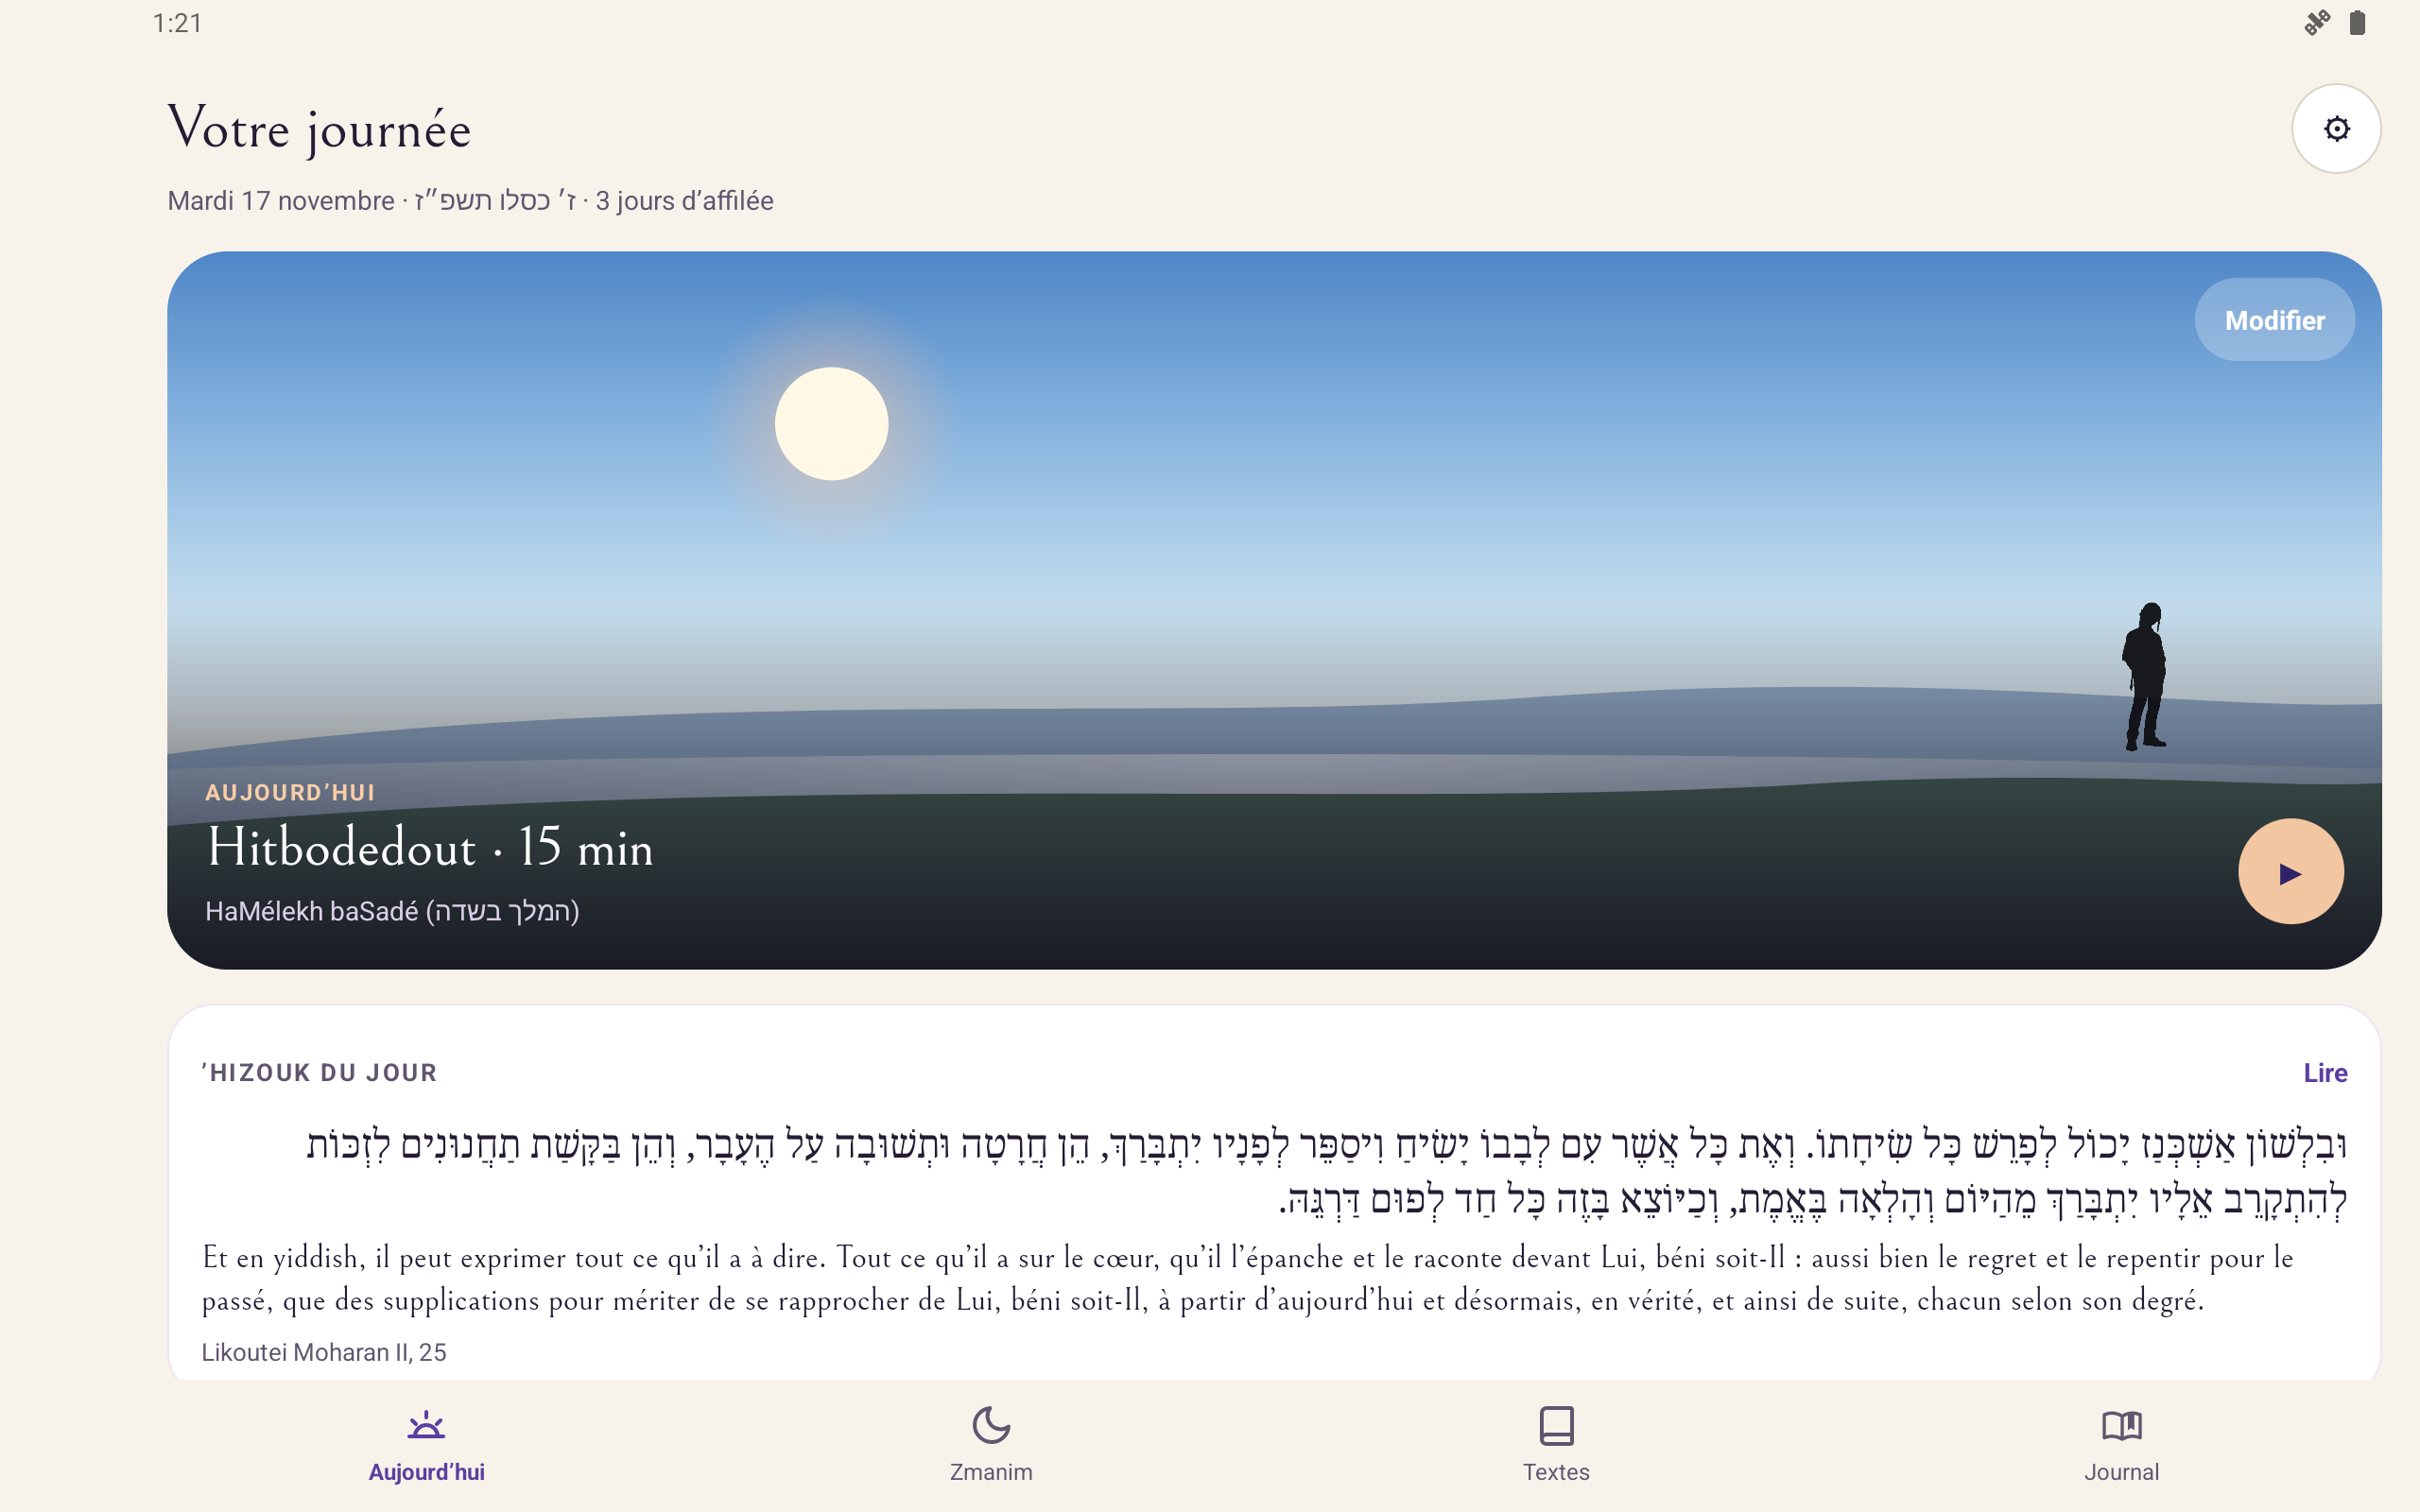 1:21
Votre journée
Mardi 17 novembre · ז׳ כסלו תשפ״ז · 3 jours d’affilée
Modifier
AUJOURD’HUI
Hitbodedout · 15 min
HaMélekh baSadé (המלך בשדה)
’HIZOUK DU JOUR
Lire
וּבִלְשׁוֹן אַשְׁכְּנַז יָכוֹל לְפָרֵשׁ כָּל שִׂיחָתוֹ. וְאֶת כָּל אֲשֶׁר עִם לְבָבוֹ יָשִׂיחַ וִיסַפֵּר לְפָנָיו יִתְבָּרַךְ, הֵן חֲרָטָה וּתְשׁוּבָה עַל הֶעָבָר, וְהֵן בַּקָּשַׁת תַחֲנוּנִים לִזְכּוֹת
לְהִתְקָרֵב אֵלָיו יִתְבָּרַךְ מֵהַיּוֹם וְהָלְאָה בֶּאֱמֶת, וְכַיּוֹצֵא בָּזֶה כָּל חַד לְפוּם דַּרְגֵּהּ.
Et en yiddish, il peut exprimer tout ce qu’il a à dire. Tout ce qu’il a sur le cœur, qu’il l’épanche et le raconte devant Lui, béni soit-Il : aussi bien le regret et le repentir pour le
passé, que des supplications pour mériter de se rapprocher de Lui, béni soit-Il, à partir d’aujourd’hui et désormais, en vérité, et ainsi de suite, chacun selon son degré.
Likoutei Moharan II, 25
Aujourd’hui
Zmanim
Textes
Journal